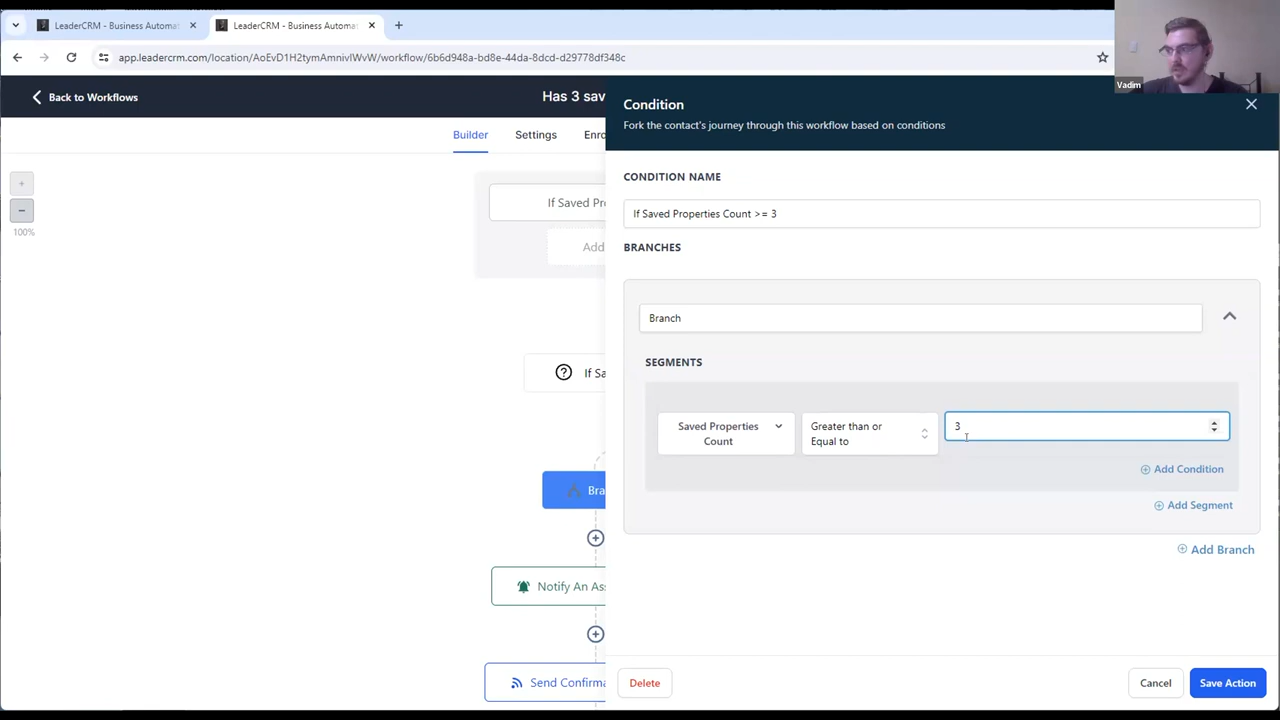 LeaderCRM - Business Automat
LeaderCRM - Business Automat
app.leadercrm.com/location/AoEvD1H2tymAmnivIWvW/workflow/6b6d948a-bd8e-44da-8dcd-d29778df348c
Vadim
Back to Workflows
Has 3 sav
Builder
Settings
Enro
100%
If Saved Pro
Add
If Sa
Bra
Notify An Ass
Send Confirma
Condition
Fork the contact's journey through this workflow based on conditions
CONDITION NAME
If Saved Properties Count >= 3
BRANCHES
Branch
SEGMENTS
Saved Properties
Count
Greater than or
Equal to
3
Add Condition
Add Segment
Add Branch
Delete
Cancel
Save Action